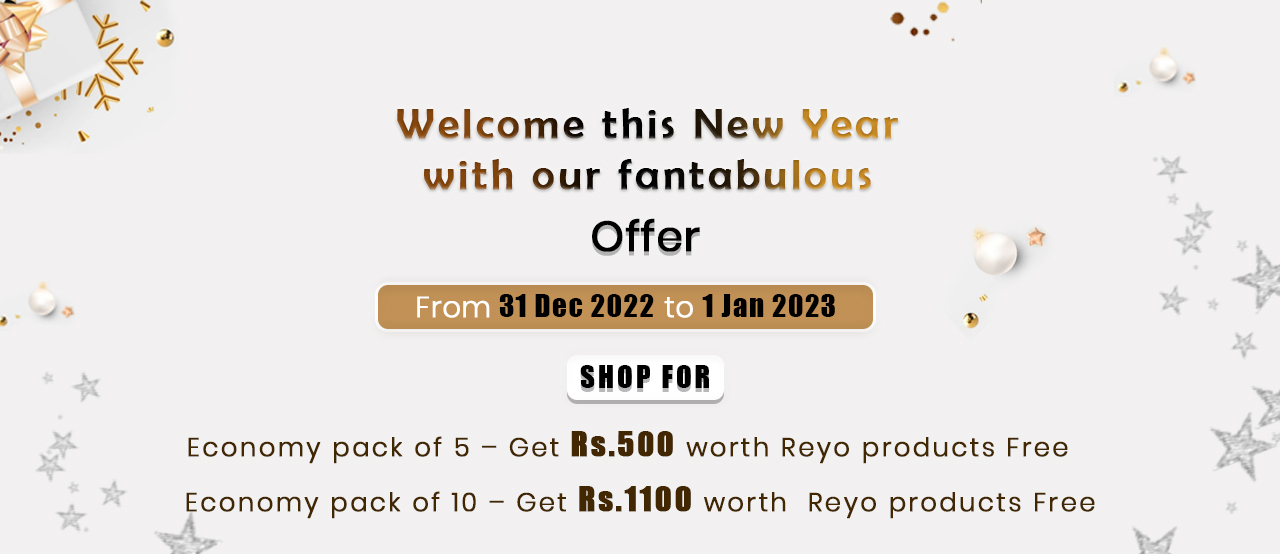 Welcome this New Year
with our fantabulous
Offer
From 31 Dec 2022 to 1 Jan 2023
SHOP FOR
Economy pack of 5 – Get Rs.500 worth Reyo products Free
Economy pack of 10 – Get Rs.1100 worth Reyo products Free